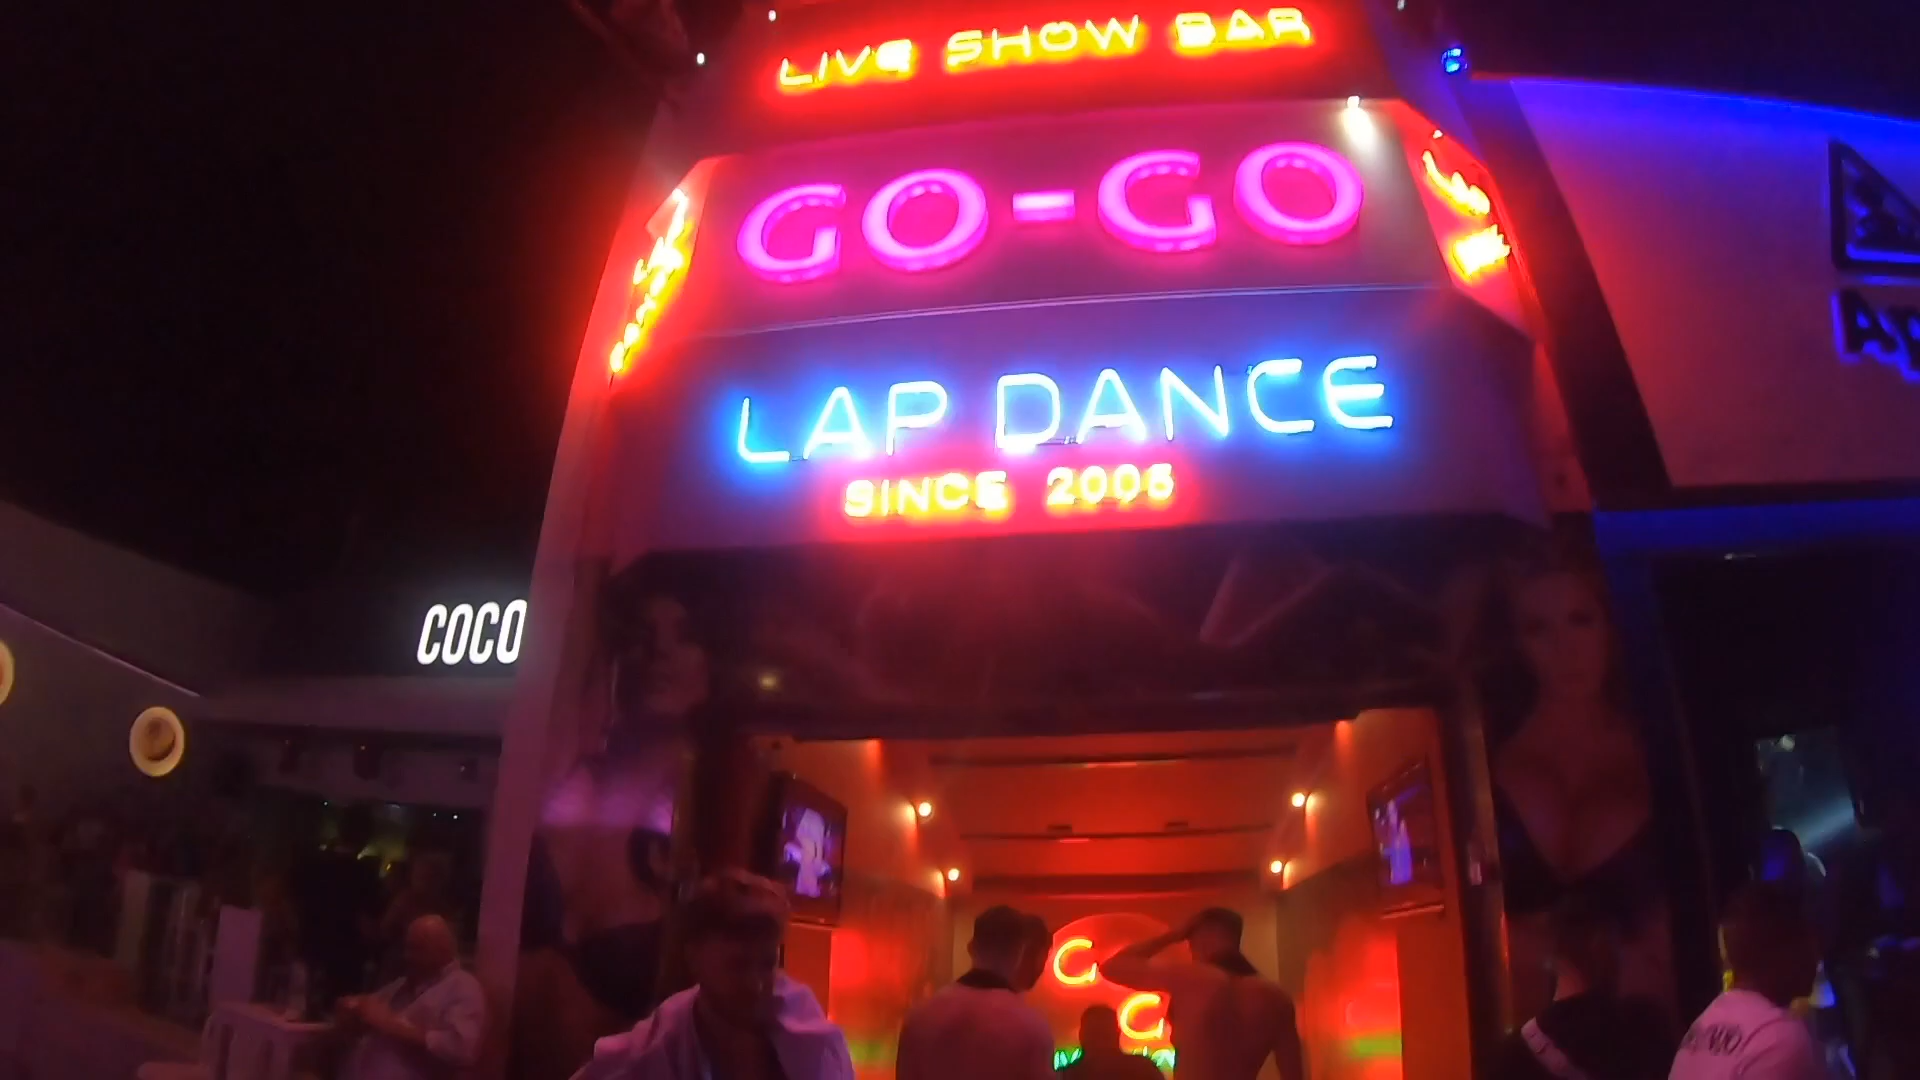 LIVE SHOW BAR
GO-GO
LAP DANCE
SINCE 2005
COCO
G
G